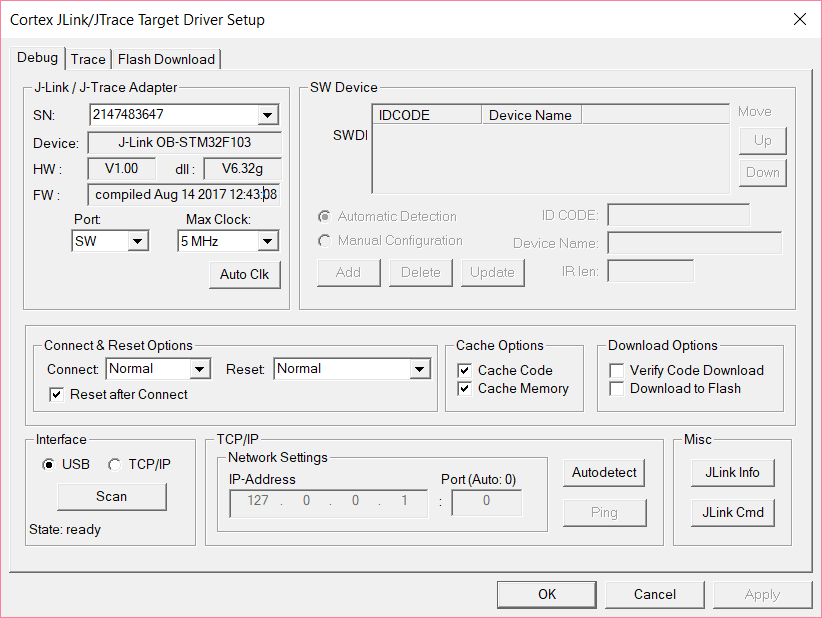 Cortex JLink/JTrace Target Driver Setup
Debug Trace Flash Download
J-Link / J-Trace Adapter
SN: 2147483647
Device: J-Link OB-STM32F103
HW : V1.00 dll : V6.32g
FW : compiled Aug 14 2017 12:43:08
Port: Max Clock:
SW 5 MHz
Auto Clk
SW Device
IDCODE Device Name Move
SWDI
Up
Down
Automatic Detection ID CODE:
Manual Configuration Device Name:
Add Delete Update IR len:
Connect & Reset Options
Connect: Normal Reset: Normal
Reset after Connect
Cache Options
Cache Code
Cache Memory
Download Options
Verify Code Download
Download to Flash
Interface
USB TCP/IP
Scan
State: ready
TCP/IP
Network Settings
IP-Address Port (Auto: 0)
127 . 0 . 0 . 1 : 0
Autodetect
Ping
Misc
JLink Info
JLink Cmd
OK Cancel Apply